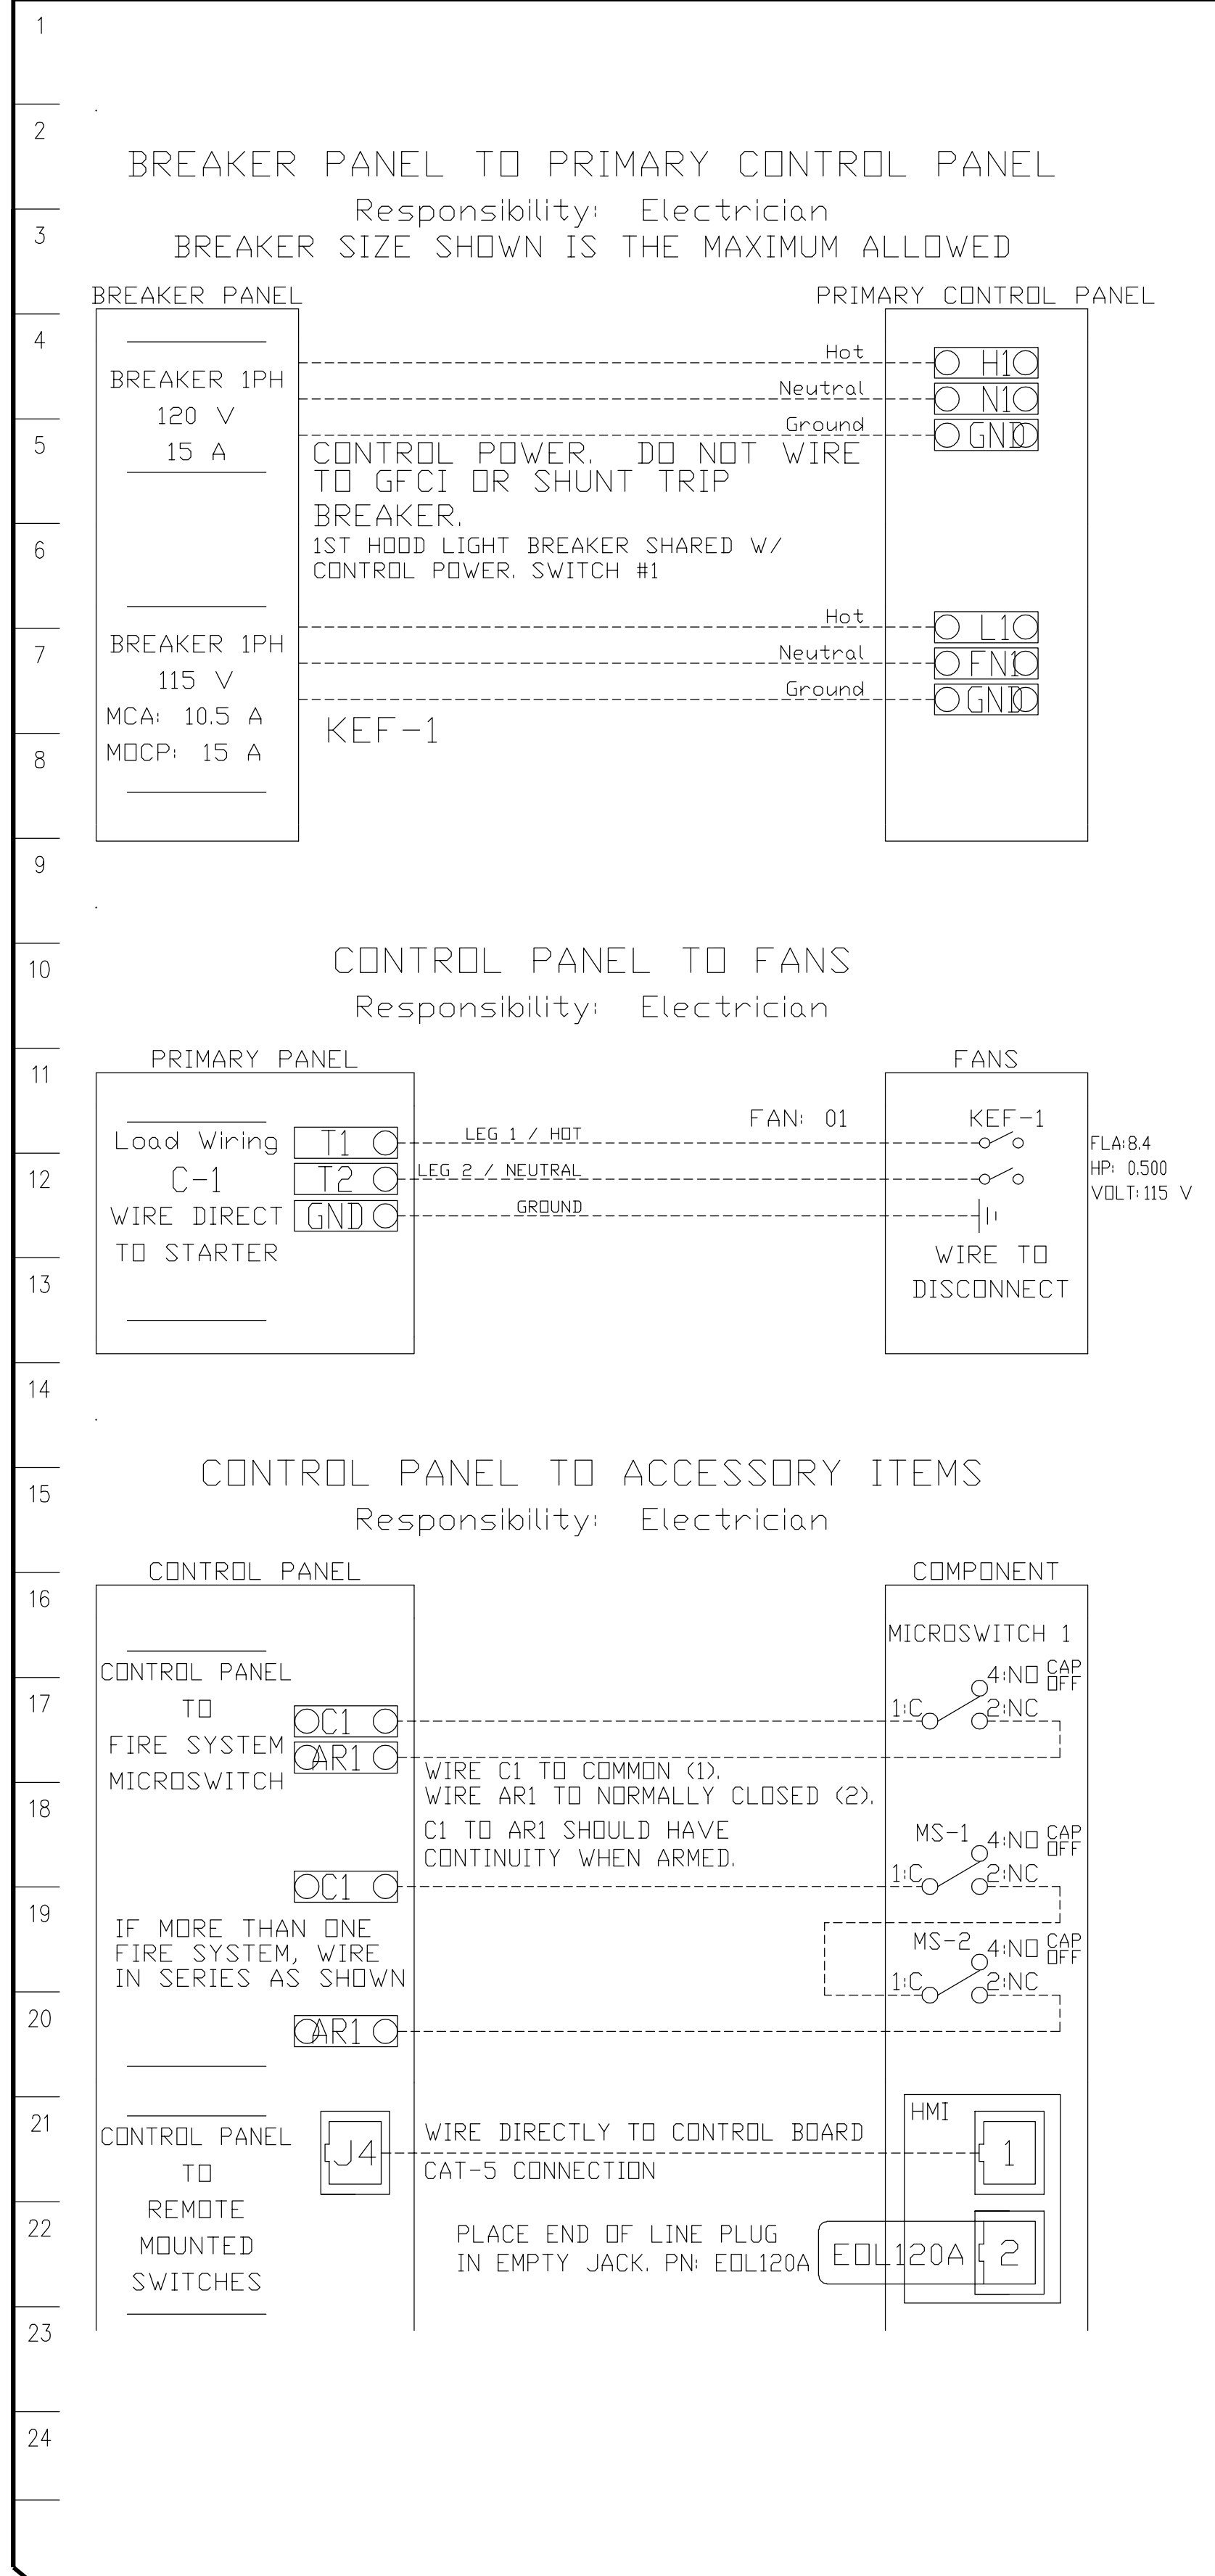 1
2
BREAKER PANEL TO PRIMARY CONTROL PANEL
Responsibility: Electrician
3
BREAKER SIZE SHOWN IS THE MAXIMUM ALLOWED
BREAKER PANEL
PRIMARY CONTROL PANEL
4
BREAKER 1PH
120 V
15 A
Hot
H1
Neutral
N1
Ground
GND
5
CONTROL POWER. DO NOT WIRE
TO GFCI OR SHUNT TRIP
BREAKER.
6
1ST HOOD LIGHT BREAKER SHARED W/
CONTROL POWER. SWITCH #1
7
BREAKER 1PH
115 V
MCA: 10.5 A
MOCP: 15 A
Hot
L1
Neutral
FN1
Ground
GND
KEF-1
8
9
10
CONTROL PANEL TO FANS
Responsibility: Electrician
11
PRIMARY PANEL
FANS
Load Wiring
C-1
WIRE DIRECT
TO STARTER
T1
T2
GND
LEG 1 / HOT
LEG 2 / NEUTRAL
GROUND
FAN: 01
KEF-1
FLA:8.4
HP: 0.500
VOLT:115 V
12
WIRE TO
DISCONNECT
13
14
15
CONTROL PANEL TO ACCESSORY ITEMS
Responsibility: Electrician
CONTROL PANEL
COMPONENT
16
MICROSWITCH 1
17
CONTROL PANEL
TO
FIRE SYSTEM
MICROSWITCH
C1
AR1
1:C
4:NO
CAP
OFF
2:NC
WIRE C1 TO COMMON (1).
WIRE AR1 TO NORMALLY CLOSED (2).
18
C1 TO AR1 SHOULD HAVE
CONTINUITY WHEN ARMED.
MS-1
4:NO
CAP
OFF
C1
1:C
2:NC
19
IF MORE THAN ONE
FIRE SYSTEM, WIRE
IN SERIES AS SHOWN
MS-2
4:NO
CAP
OFF
1:C
2:NC
20
AR1
21
CONTROL PANEL
TO
REMOTE
MOUNTED
SWITCHES
J4
WIRE DIRECTLY TO CONTROL BOARD
CAT-5 CONNECTION
HMI
1
22
PLACE END OF LINE PLUG
IN EMPTY JACK. PN: EOL120A
EOL120A
2
23
24